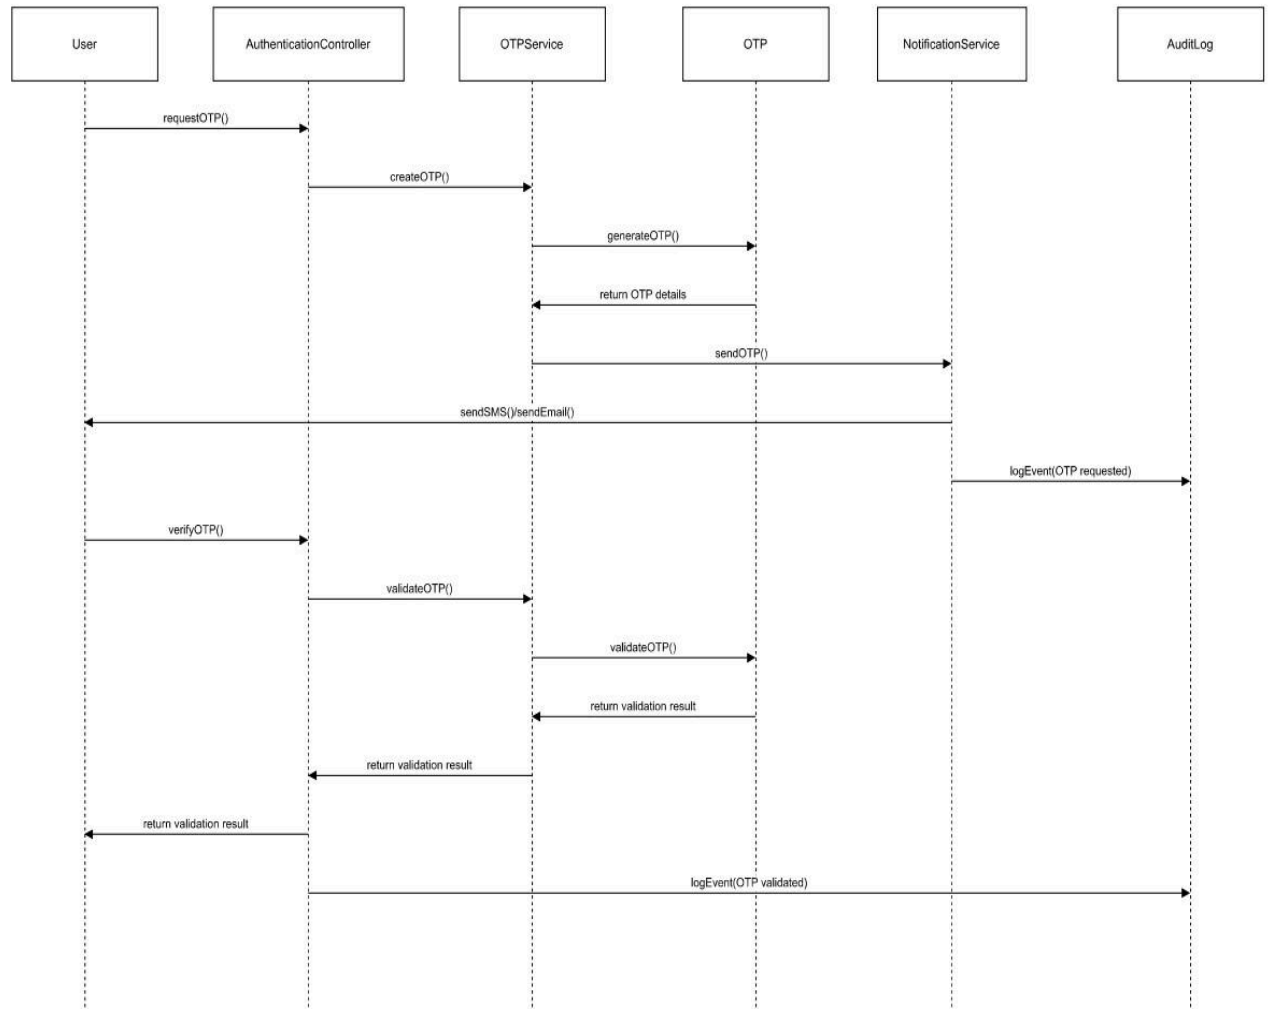 User
AuthenticationController
OTPService
OTP
NotificationService
AuditLog
requestOTP()
createOTP()
generateOTP()
return OTP details
sendOTP()
sendSMS()/sendEmail()
logEvent(OTP requested)
verifyOTP()
validateOTP()
validateOTP()
return validation result
return validation result
return validation result
logEvent(OTP validated)